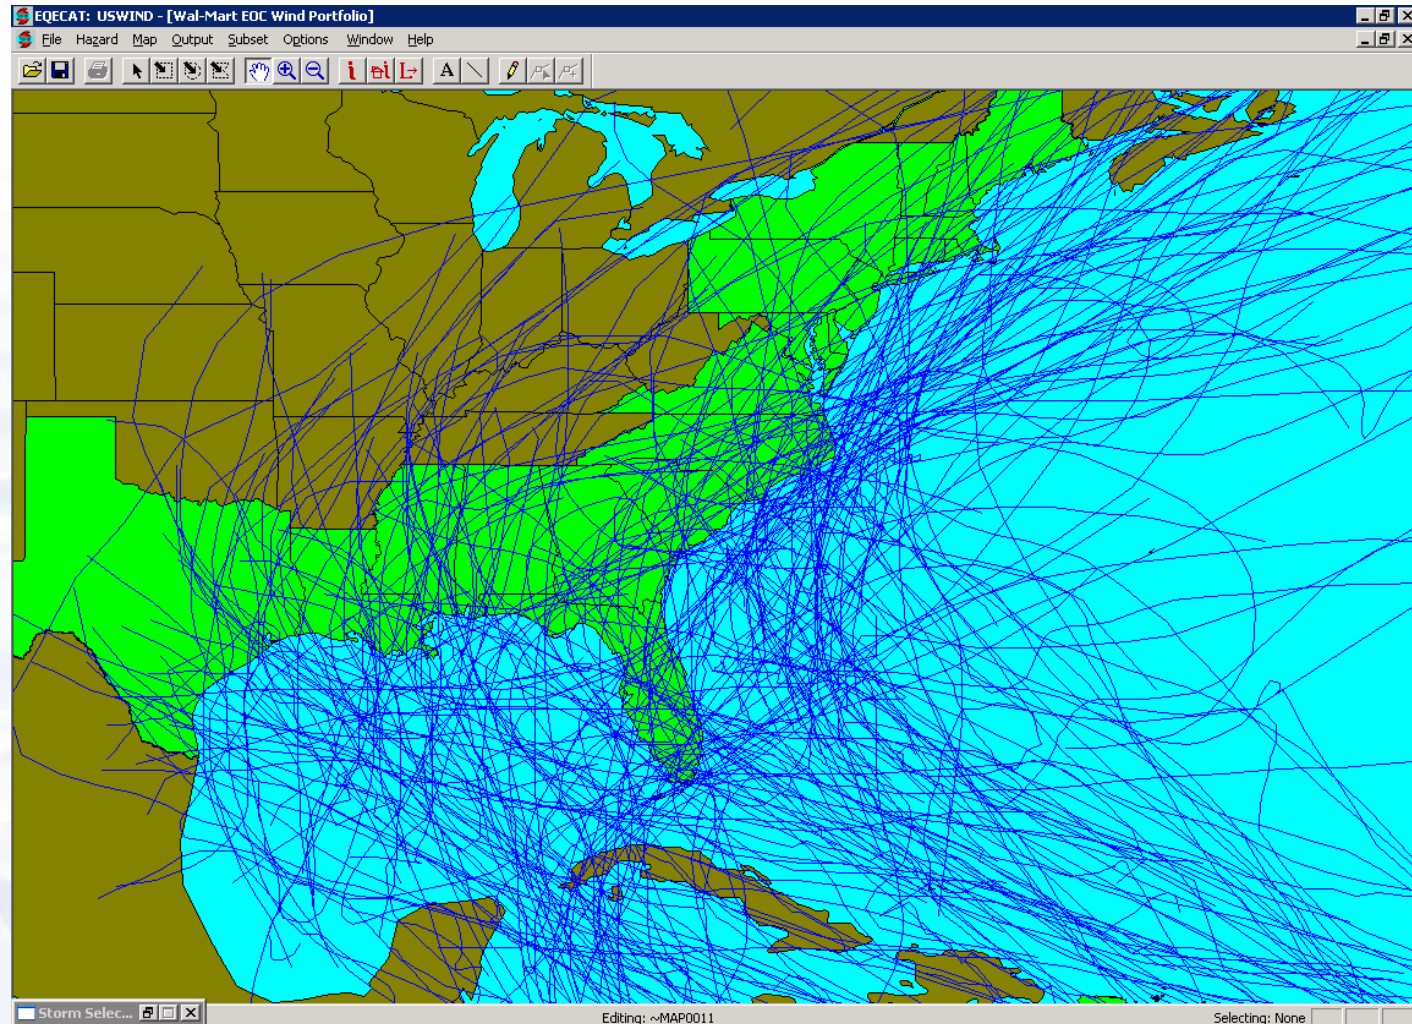 EQECAT: USWIND - [Wal-Mart EOC Wind Portfolio]
File Hazard Map Output Subset Options Window Help
A
Storm Selec...
Editing: ~MAP0011
Selecting: None